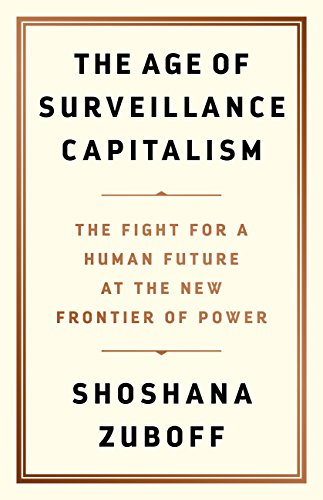 THE AGE OF
SURVEILLANCE
CAPITALISM
THE FIGHT FOR A
HUMAN FUTURE
AT THE NEW
FRONTIER OF POWER
SHOSHANA
ZUBOFF